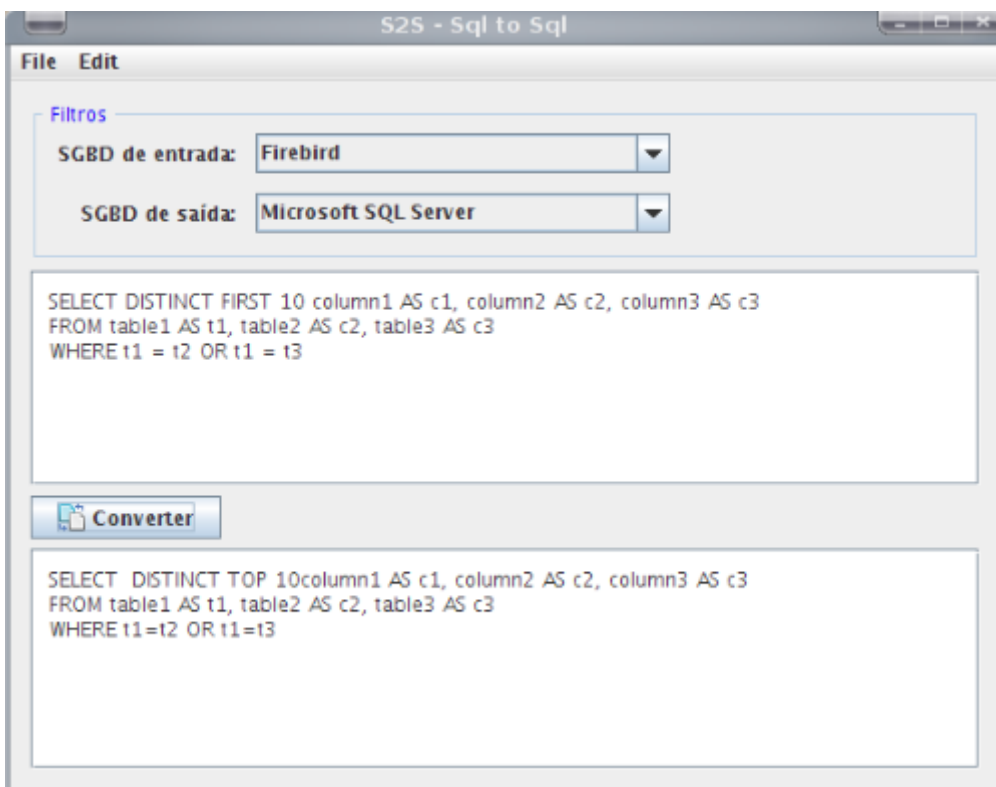 S2S - Sql to Sql
File Edit
Filtros
SGBD de entrada: Firebird
SGBD de saída: Microsoft SQL Server
SELECT DISTINCT FIRST 10 column1 AS c1, column2 AS c2, column3 AS c3
FROM table1 AS t1, table2 AS c2, table3 AS c3
WHERE t1 = t2 OR t1 = t3
Converter
SELECT  DISTINCT TOP 10column1 AS c1, column2 AS c2, column3 AS c3
FROM table1 AS t1, table2 AS c2, table3 AS c3
WHERE t1=t2 OR t1=t3